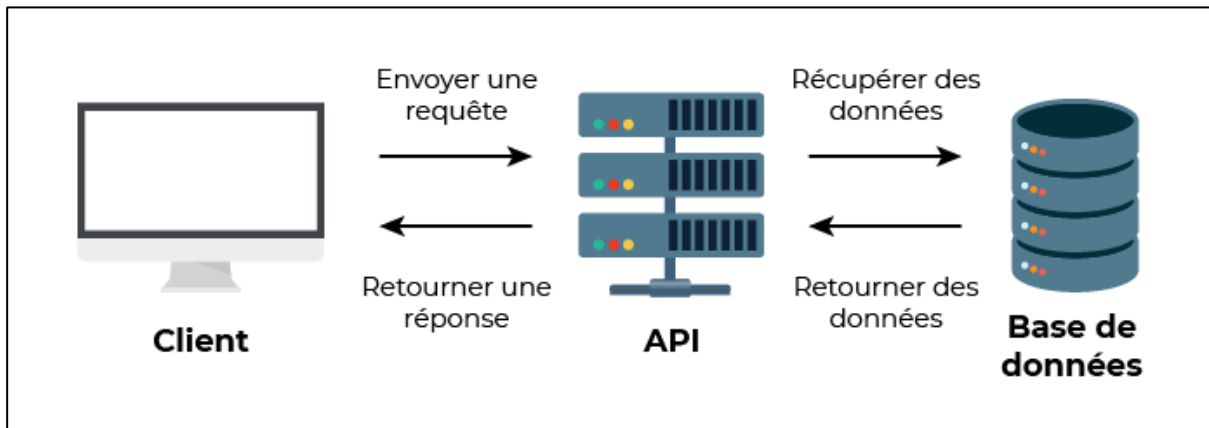 Envoyer une
requête
Récupérer des
données
Retourner une
réponse
Retourner des
données
Client
API
Base de
données